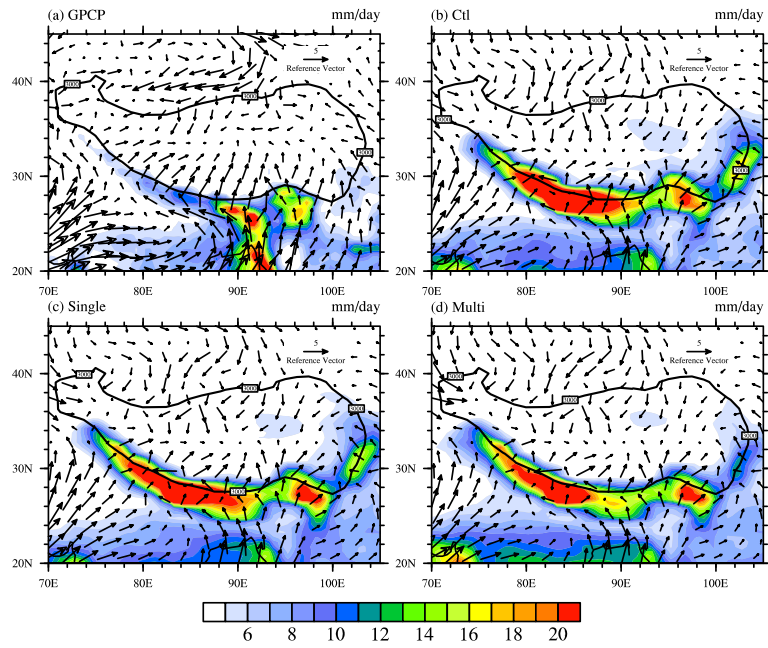 (a) GPCP mm/day (b) Ctl mm/day
5
Reference Vector
5
Reference Vector
40N
30N
20N
3000
3000
3000
40N
30N
20N
3000
3000
3000
70E 80E 90E 100E 70E 80E 90E 100E
(c) Single mm/day (d) Multi mm/day
5
Reference Vector
5
Reference Vector
40N
30N
20N
3000
3000
3000
3000
40N
30N
20N
3000
3000
3000
70E 80E 90E 100E 70E 80E 90E 100E
6 8 10 12 14 16 18 20